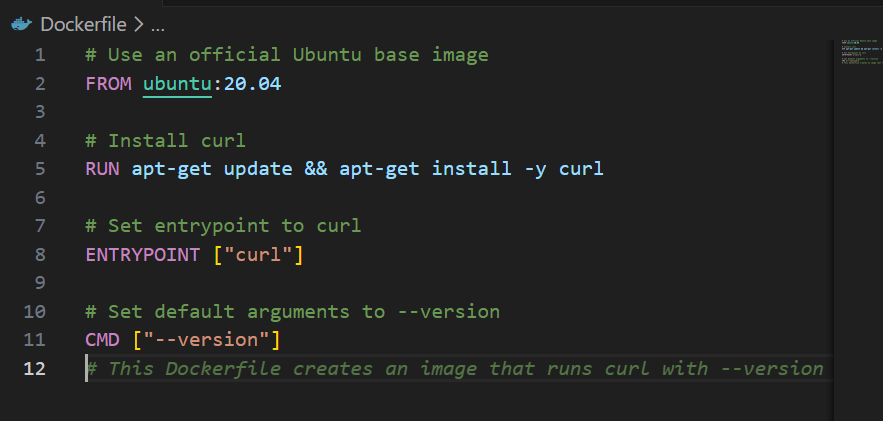 Dockerfile > ...
1 # Use an official Ubuntu base image
2 FROM ubuntu:20.04
3
4 # Install curl
5 RUN apt-get update && apt-get install -y curl
6
7 # Set entrypoint to curl
8 ENTRYPOINT ["curl"]
9
10 # Set default arguments to --version
11 CMD ["--version"]
12 # This Dockerfile creates an image that runs curl with --version